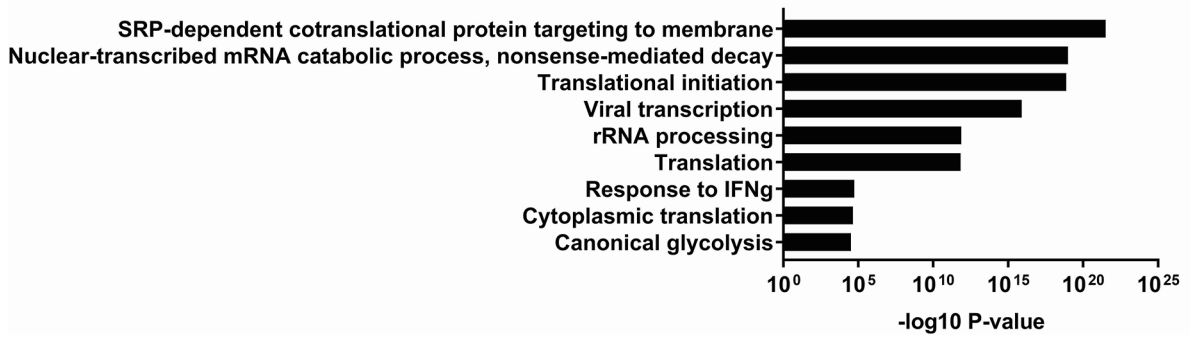 SRP-dependent cotranslational protein targeting to membrane
Nuclear-transcribed mRNA catabolic process, nonsense-mediated decay
Translational initiation
Viral transcription
rRNA processing
Translation
Response to IFNg
Cytoplasmic translation
Canonical glycolysis
10⁰ 10⁵ 10¹⁰ 10¹⁵ 10²⁰ 10²⁵
-log10 P-value